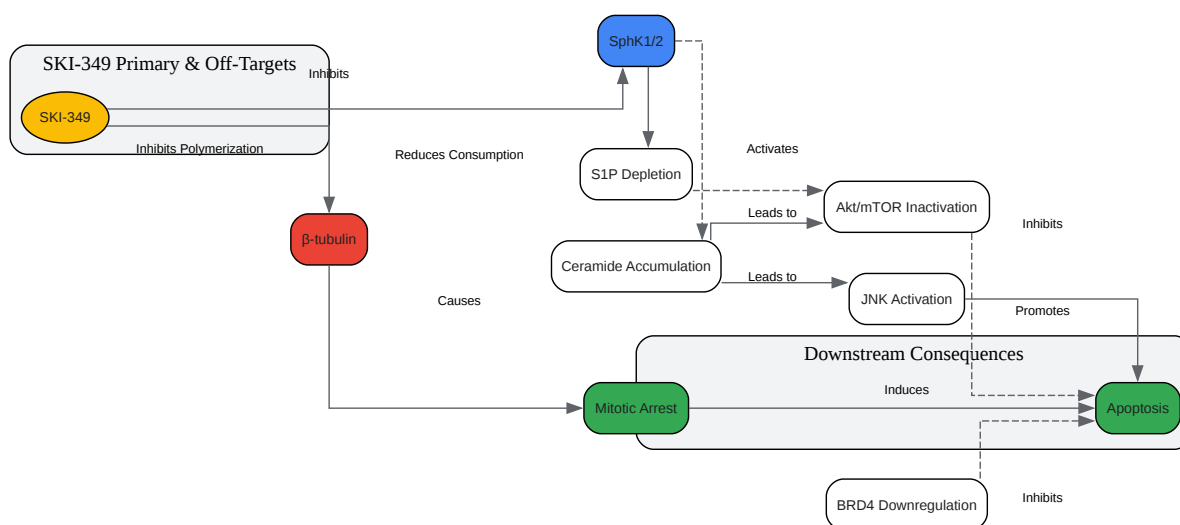 SphK1/2
SKI-349 Primary & Off-Targets
Inhibits
SKI-349
Inhibits Polymerization
Reduces Consumption
Activates
S1P Depletion
Akt/mTOR Inactivation
Leads to
Inhibits
β-tubulin
Ceramide Accumulation
Leads to
JNK Activation
Causes
Promotes
Downstream Consequences
Induces
Mitotic Arrest
Apoptosis
BRD4 Downregulation
Inhibits